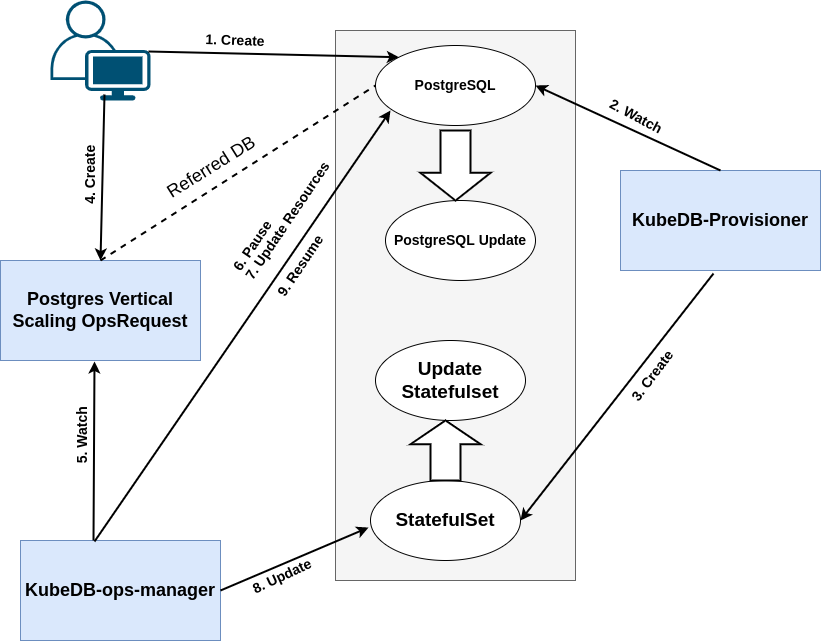 1. Create
PostgreSQL
2. Watch
4. Create
Referred DB
6. Pause
7. Update Resources
9. Resume
KubeDB-Provisioner
PostgreSQL Update
Postgres Vertical
Scaling OpsRequest
Update
Statefulset
3. Create
5. Watch
StatefulSet
KubeDB-ops-manager
8. Update